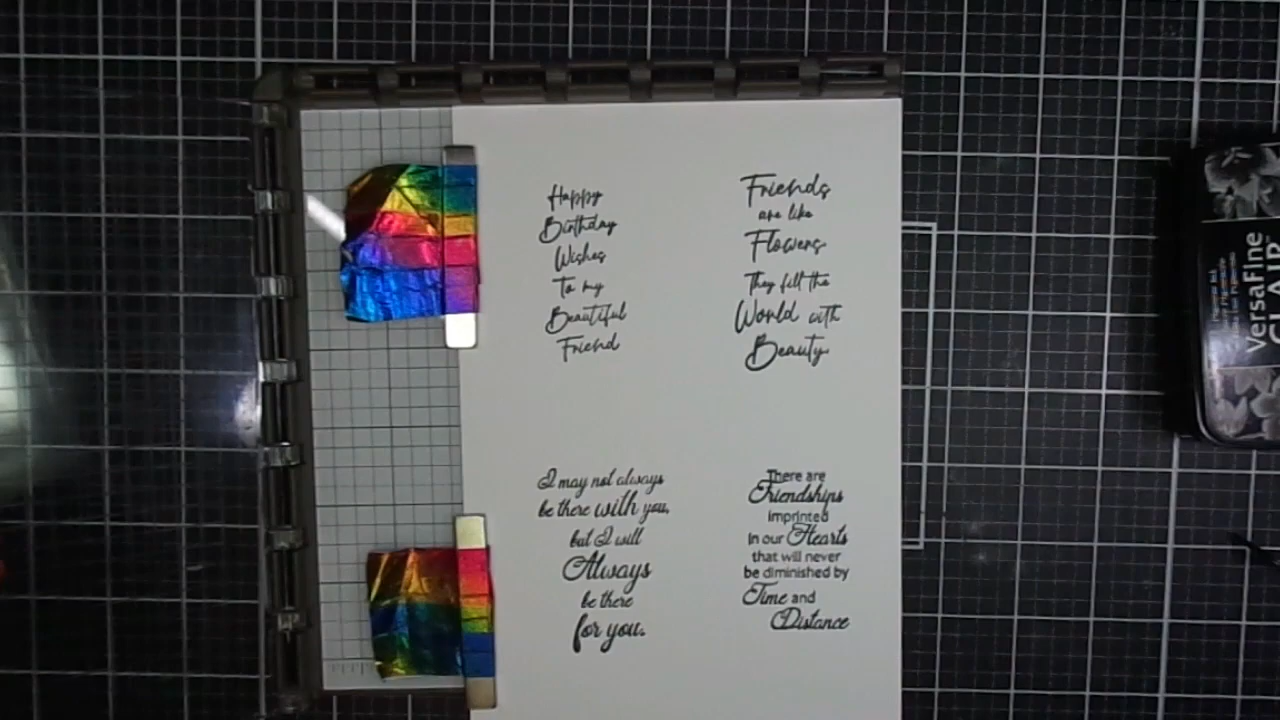 Happy
Birthday
Wishes
To my
Beautiful
Friend
Friends
are like
Flowers
They fill the
World with
Beauty
I may not always
be there with you,
but I will
Always
be there
for you.
There are
Friendships
imprinted
in our Hearts
that will never
be diminished by
Time and
Distance
VersaFine
CLAIR